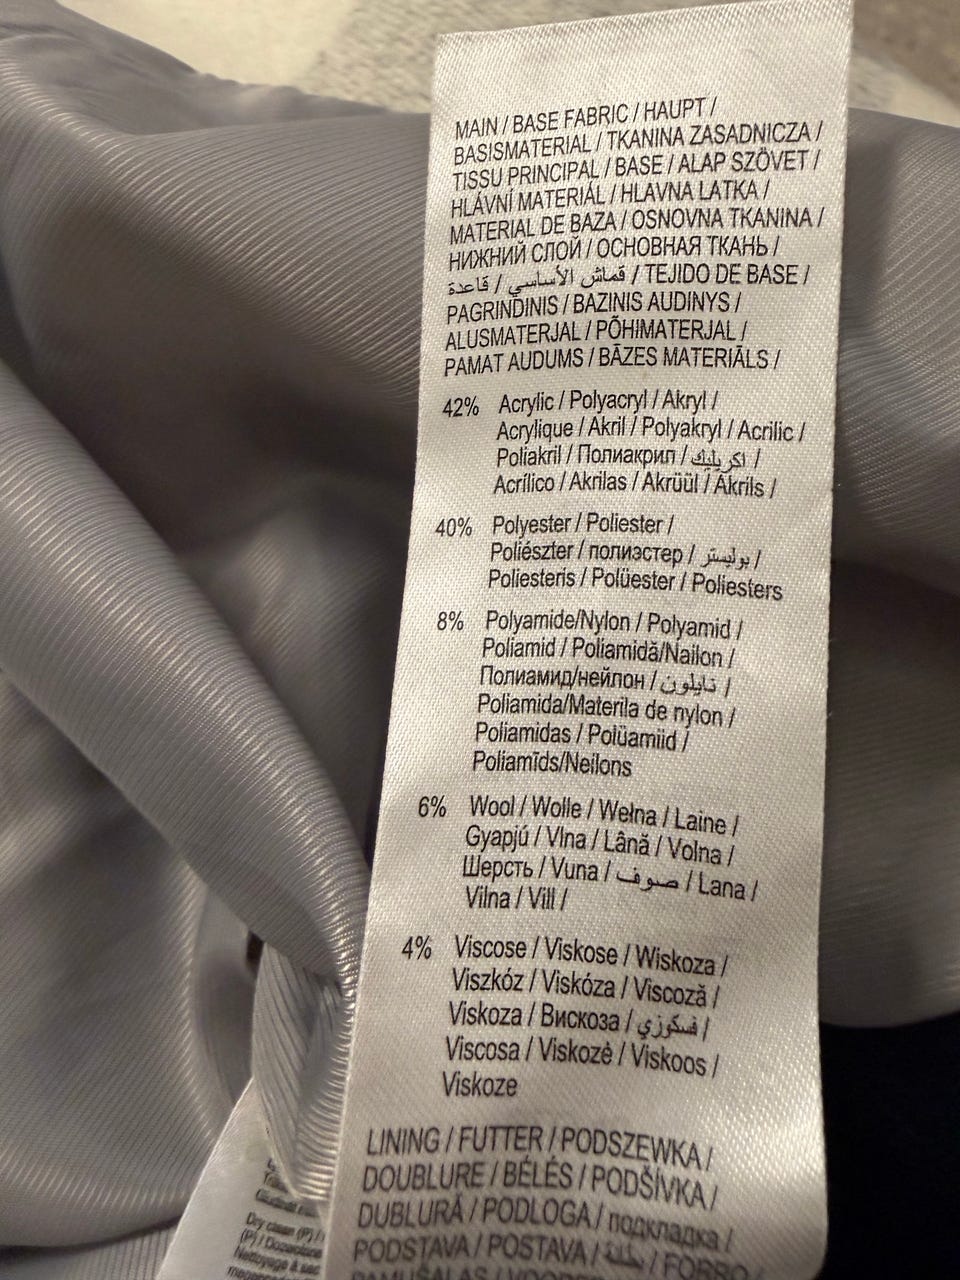 MAIN / BASE FABRIC / HAUPT /
BASISMATERIAL / TKANINA ZASADNICZA /
TISSU PRINCIPAL / BASE / ALAP SZÖVET /
HLÁVNÍ MATERIÁL / HLAVNA LATKA /
MATERIAL DE BAZA / OSNOVNA TKANINA /
НИЖНИЙ СЛОЙ / ОСНОВНАЯ ТКАНЬ /
قاعدة / قماش الأساسي / TEJIDO DE BASE /
PAGRINDINIS / BAZINIS AUDINYS /
ALUSMATERJAL / PÕHIMATERJAL /
PAMAT AUDUMS / BĀZES MATERIĀLS /
42% Acrylic / Polyacryl / Akryl /
Acrylique / Akril / Polyakryl / Acrilic /
Poliakril / Полиакрил / اكريليك /
Acrílico / Akrilas / Akrüül / Akrils /
40% Polyester / Poliester /
Poliészter / полиэстер / بوليستر /
Poliesteris / Polüester / Poliesters
8% Polyamide/Nylon / Polyamid /
Poliamid / Poliamidă/Nailon /
Полиамид/нейлон / نايلون /
Poliamida/Materila de nylon /
Poliamidas / Polüamiid /
Poliamīds/Neilons
6% Wool / Wolle / Wełna / Laine /
Gyapjú / Vlna / Lână / Volna /
Шерсть / Vuna / صوف / Lana /
Vilna / Vill /
4% Viscose / Viskose / Wiskoza /
Viszkóz / Viskóza / Viscoză /
Viskoza / Вискоза / فسكوزي /
Viscosa / Viskozė / Viskoos /
Viskoze
LINING / FUTTER / PODSZEWKA /
DOUBLURE / BÉLÉS / PODŠÍVKA /
DUBLURĂ / PODLOGA / подкладка /
PODSTAVA / POSTAVA / بطانة / FORRO /
Dry clean (P) /